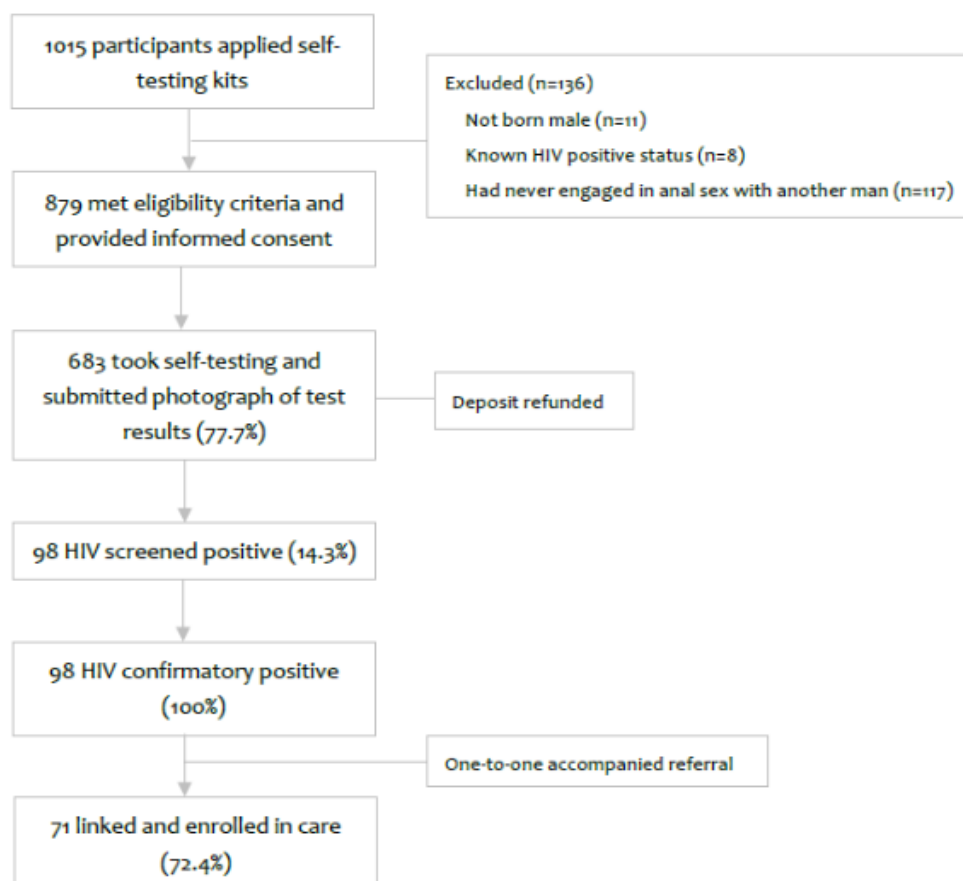 1015 participants applied self-
testing kits
Excluded (n=136)
Not born male (n=11)
Known HIV positive status (n=8)
Had never engaged in anal sex with another man (n=117)
879 met eligibility criteria and
provided informed consent
683 took self-testing and
submitted photograph of test
results (77.7%)
Deposit refunded
98 HIV screened positive (14.3%)
98 HIV confirmatory positive
(100%)
One-to-one accompanied referral
71 linked and enrolled in care
(72.4%)